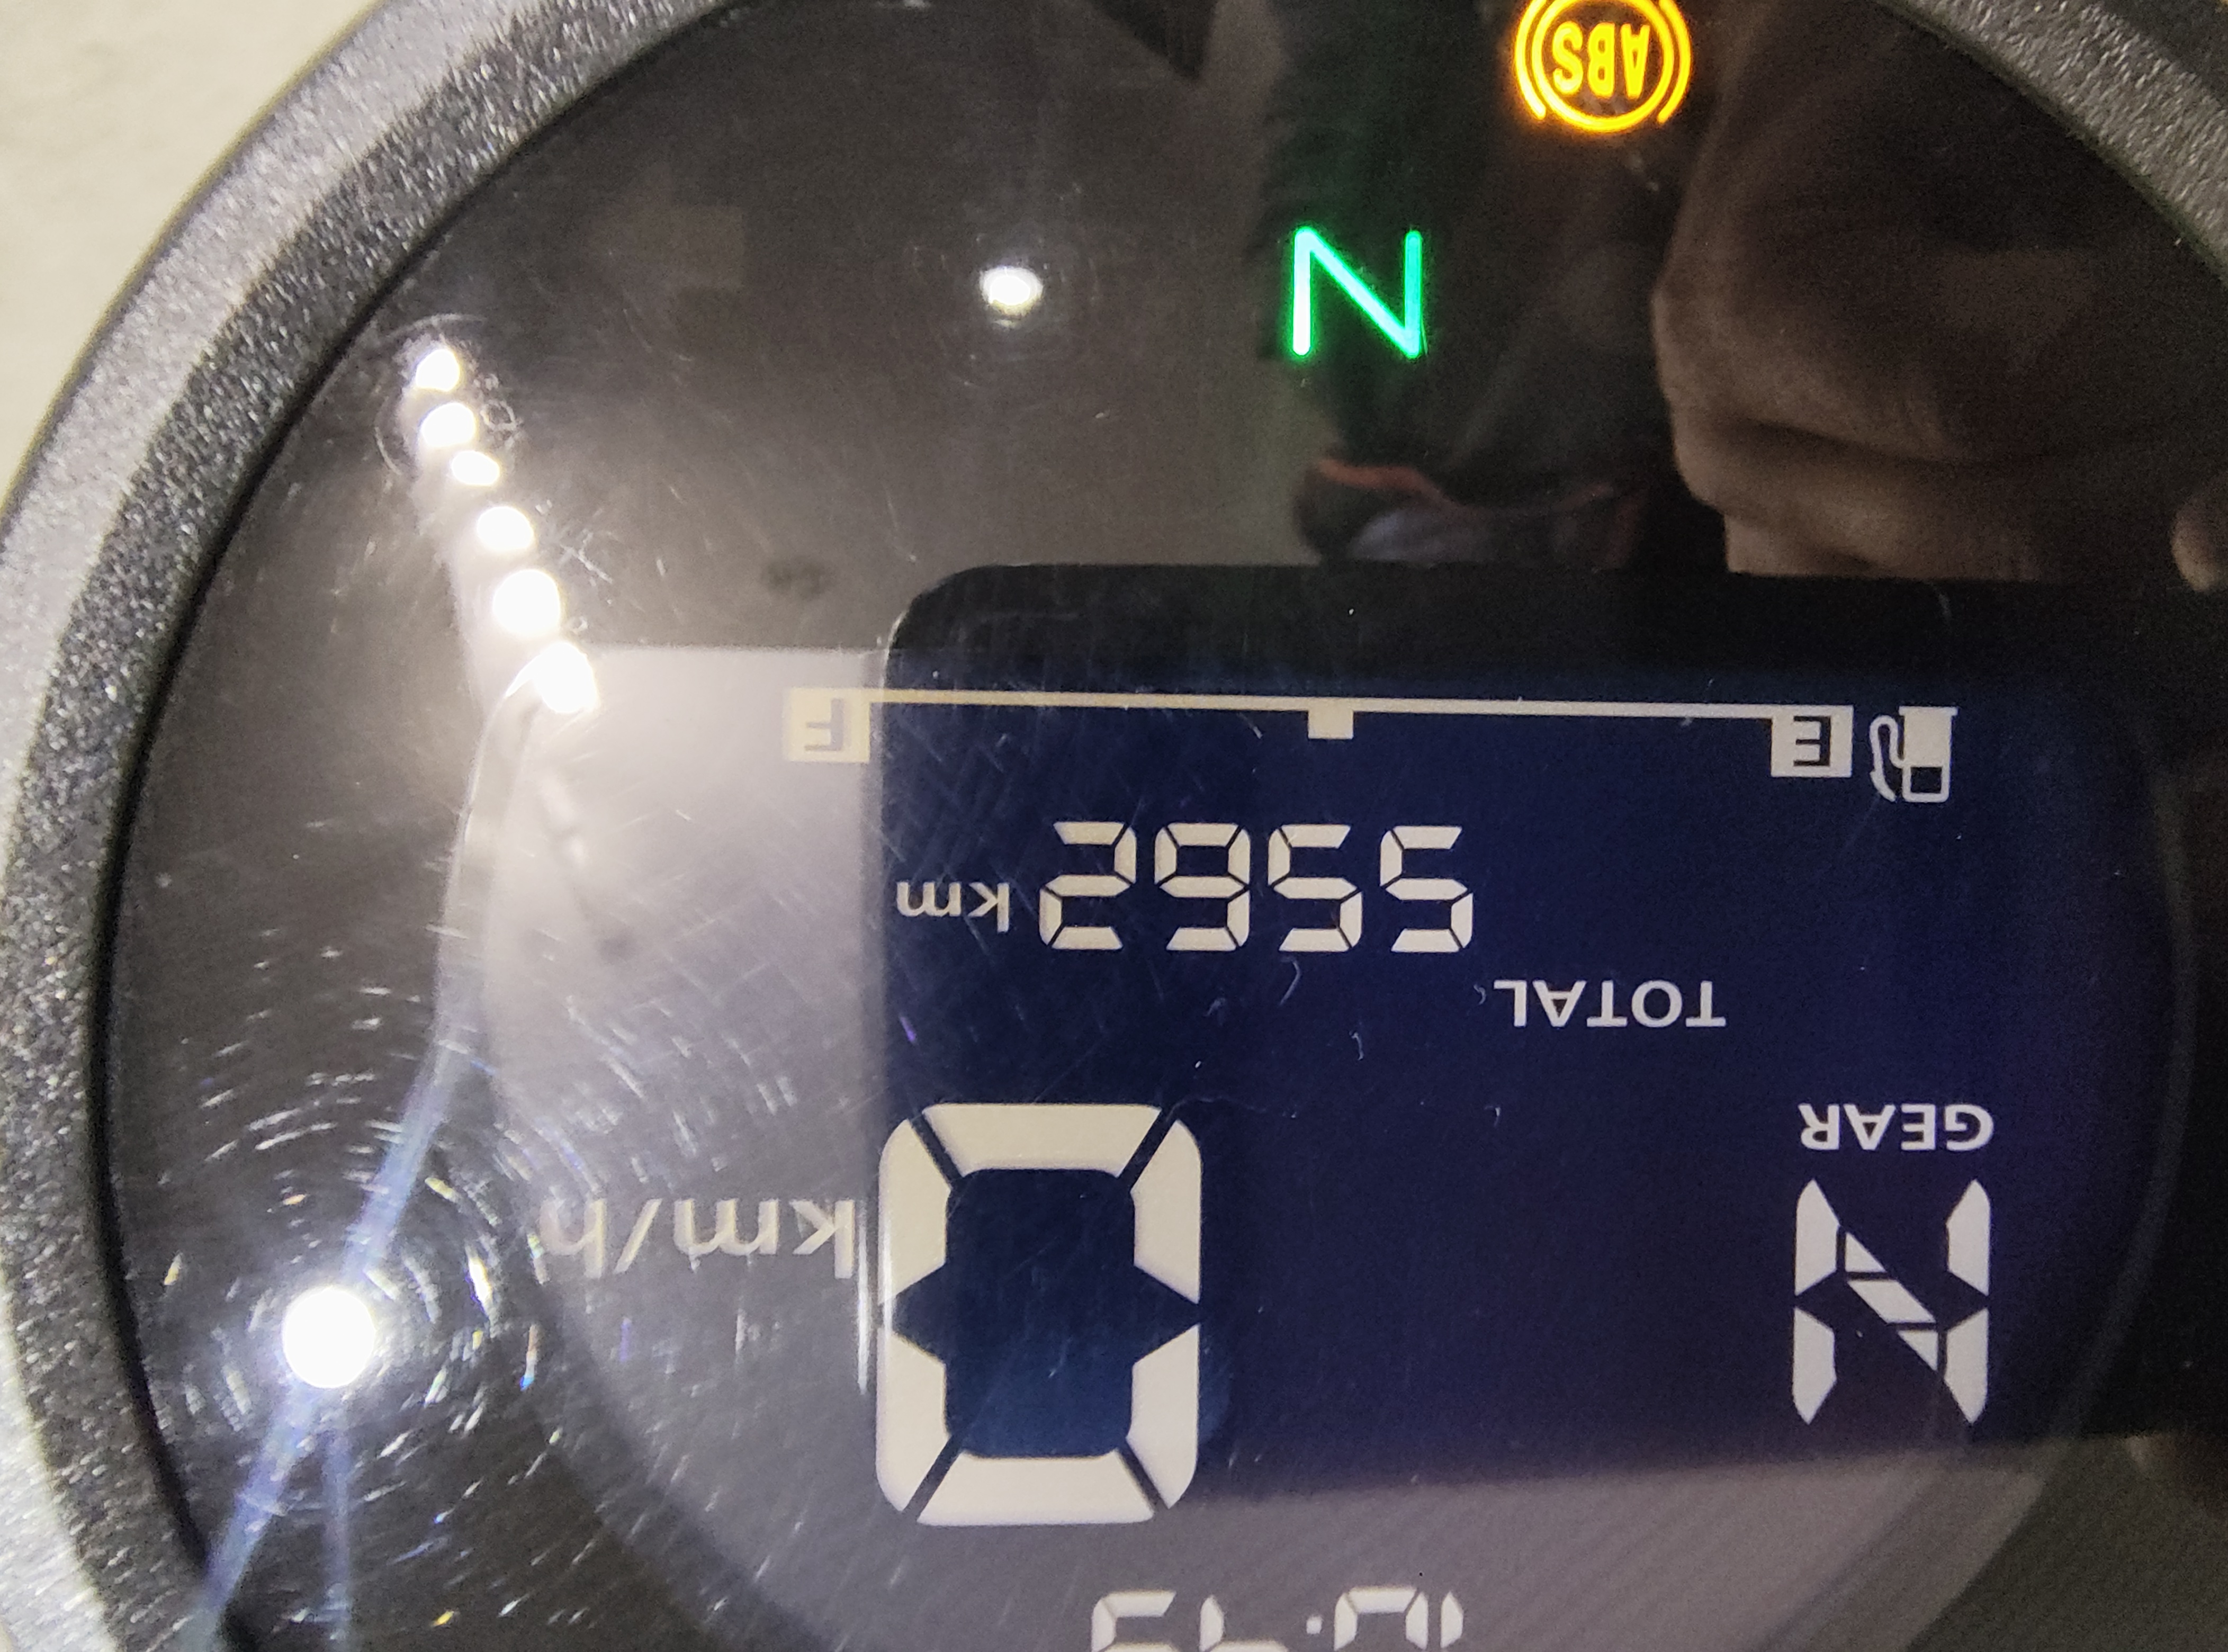 N 0 km/h
GEAR
TOTAL
5562 km
E F
N
ABS